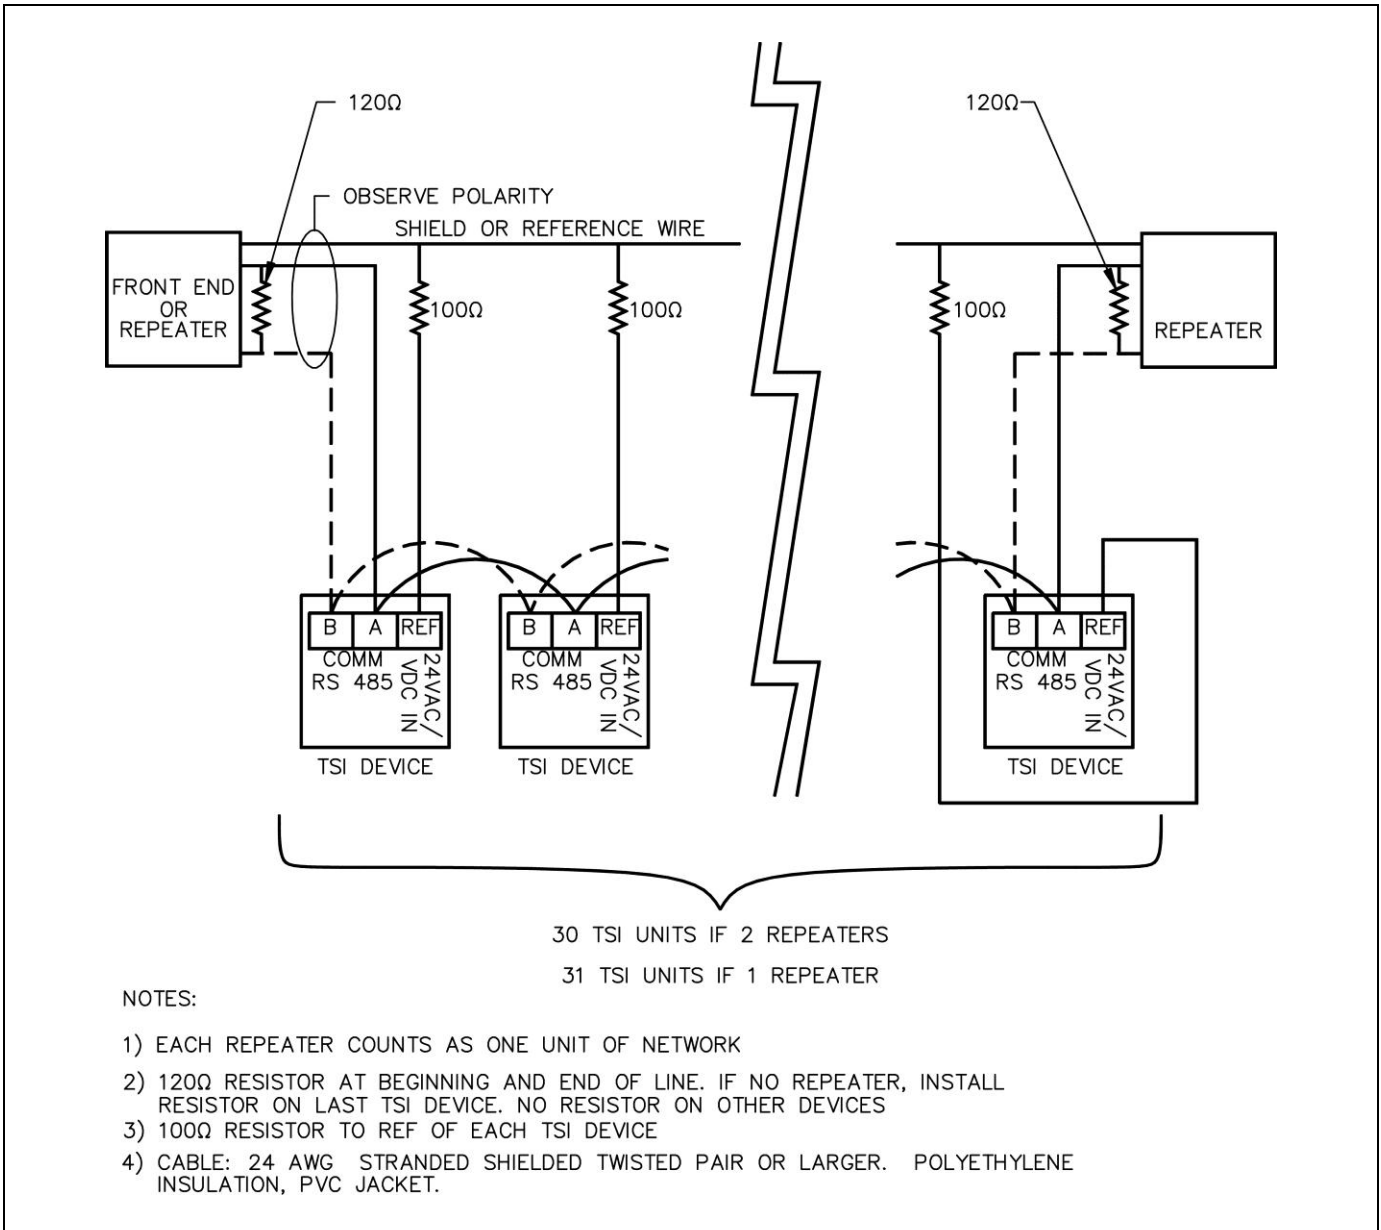 120Ω
120Ω
OBSERVE POLARITY
SHIELD OR REFERENCE WIRE
FRONT END
OR
REPEATER
100Ω
100Ω
100Ω
REPEATER
B A REF
COMM
RS 485
24VAC/
VDC IN
TSI DEVICE
B A REF
COMM
RS 485
24VAC/
VDC IN
TSI DEVICE
B A REF
COMM
RS 485
24VAC/
VDC IN
TSI DEVICE
30 TSI UNITS IF 2 REPEATERS
31 TSI UNITS IF 1 REPEATER
NOTES:
1) EACH REPEATER COUNTS AS ONE UNIT OF NETWORK
2) 120Ω RESISTOR AT BEGINNING AND END OF LINE. IF NO REPEATER, INSTALL
RESISTOR ON LAST TSI DEVICE. NO RESISTOR ON OTHER DEVICES
3) 100Ω RESISTOR TO REF OF EACH TSI DEVICE
4) CABLE: 24 AWG STRANDED SHIELDED TWISTED PAIR OR LARGER. POLYETHYLENE
INSULATION, PVC JACKET.